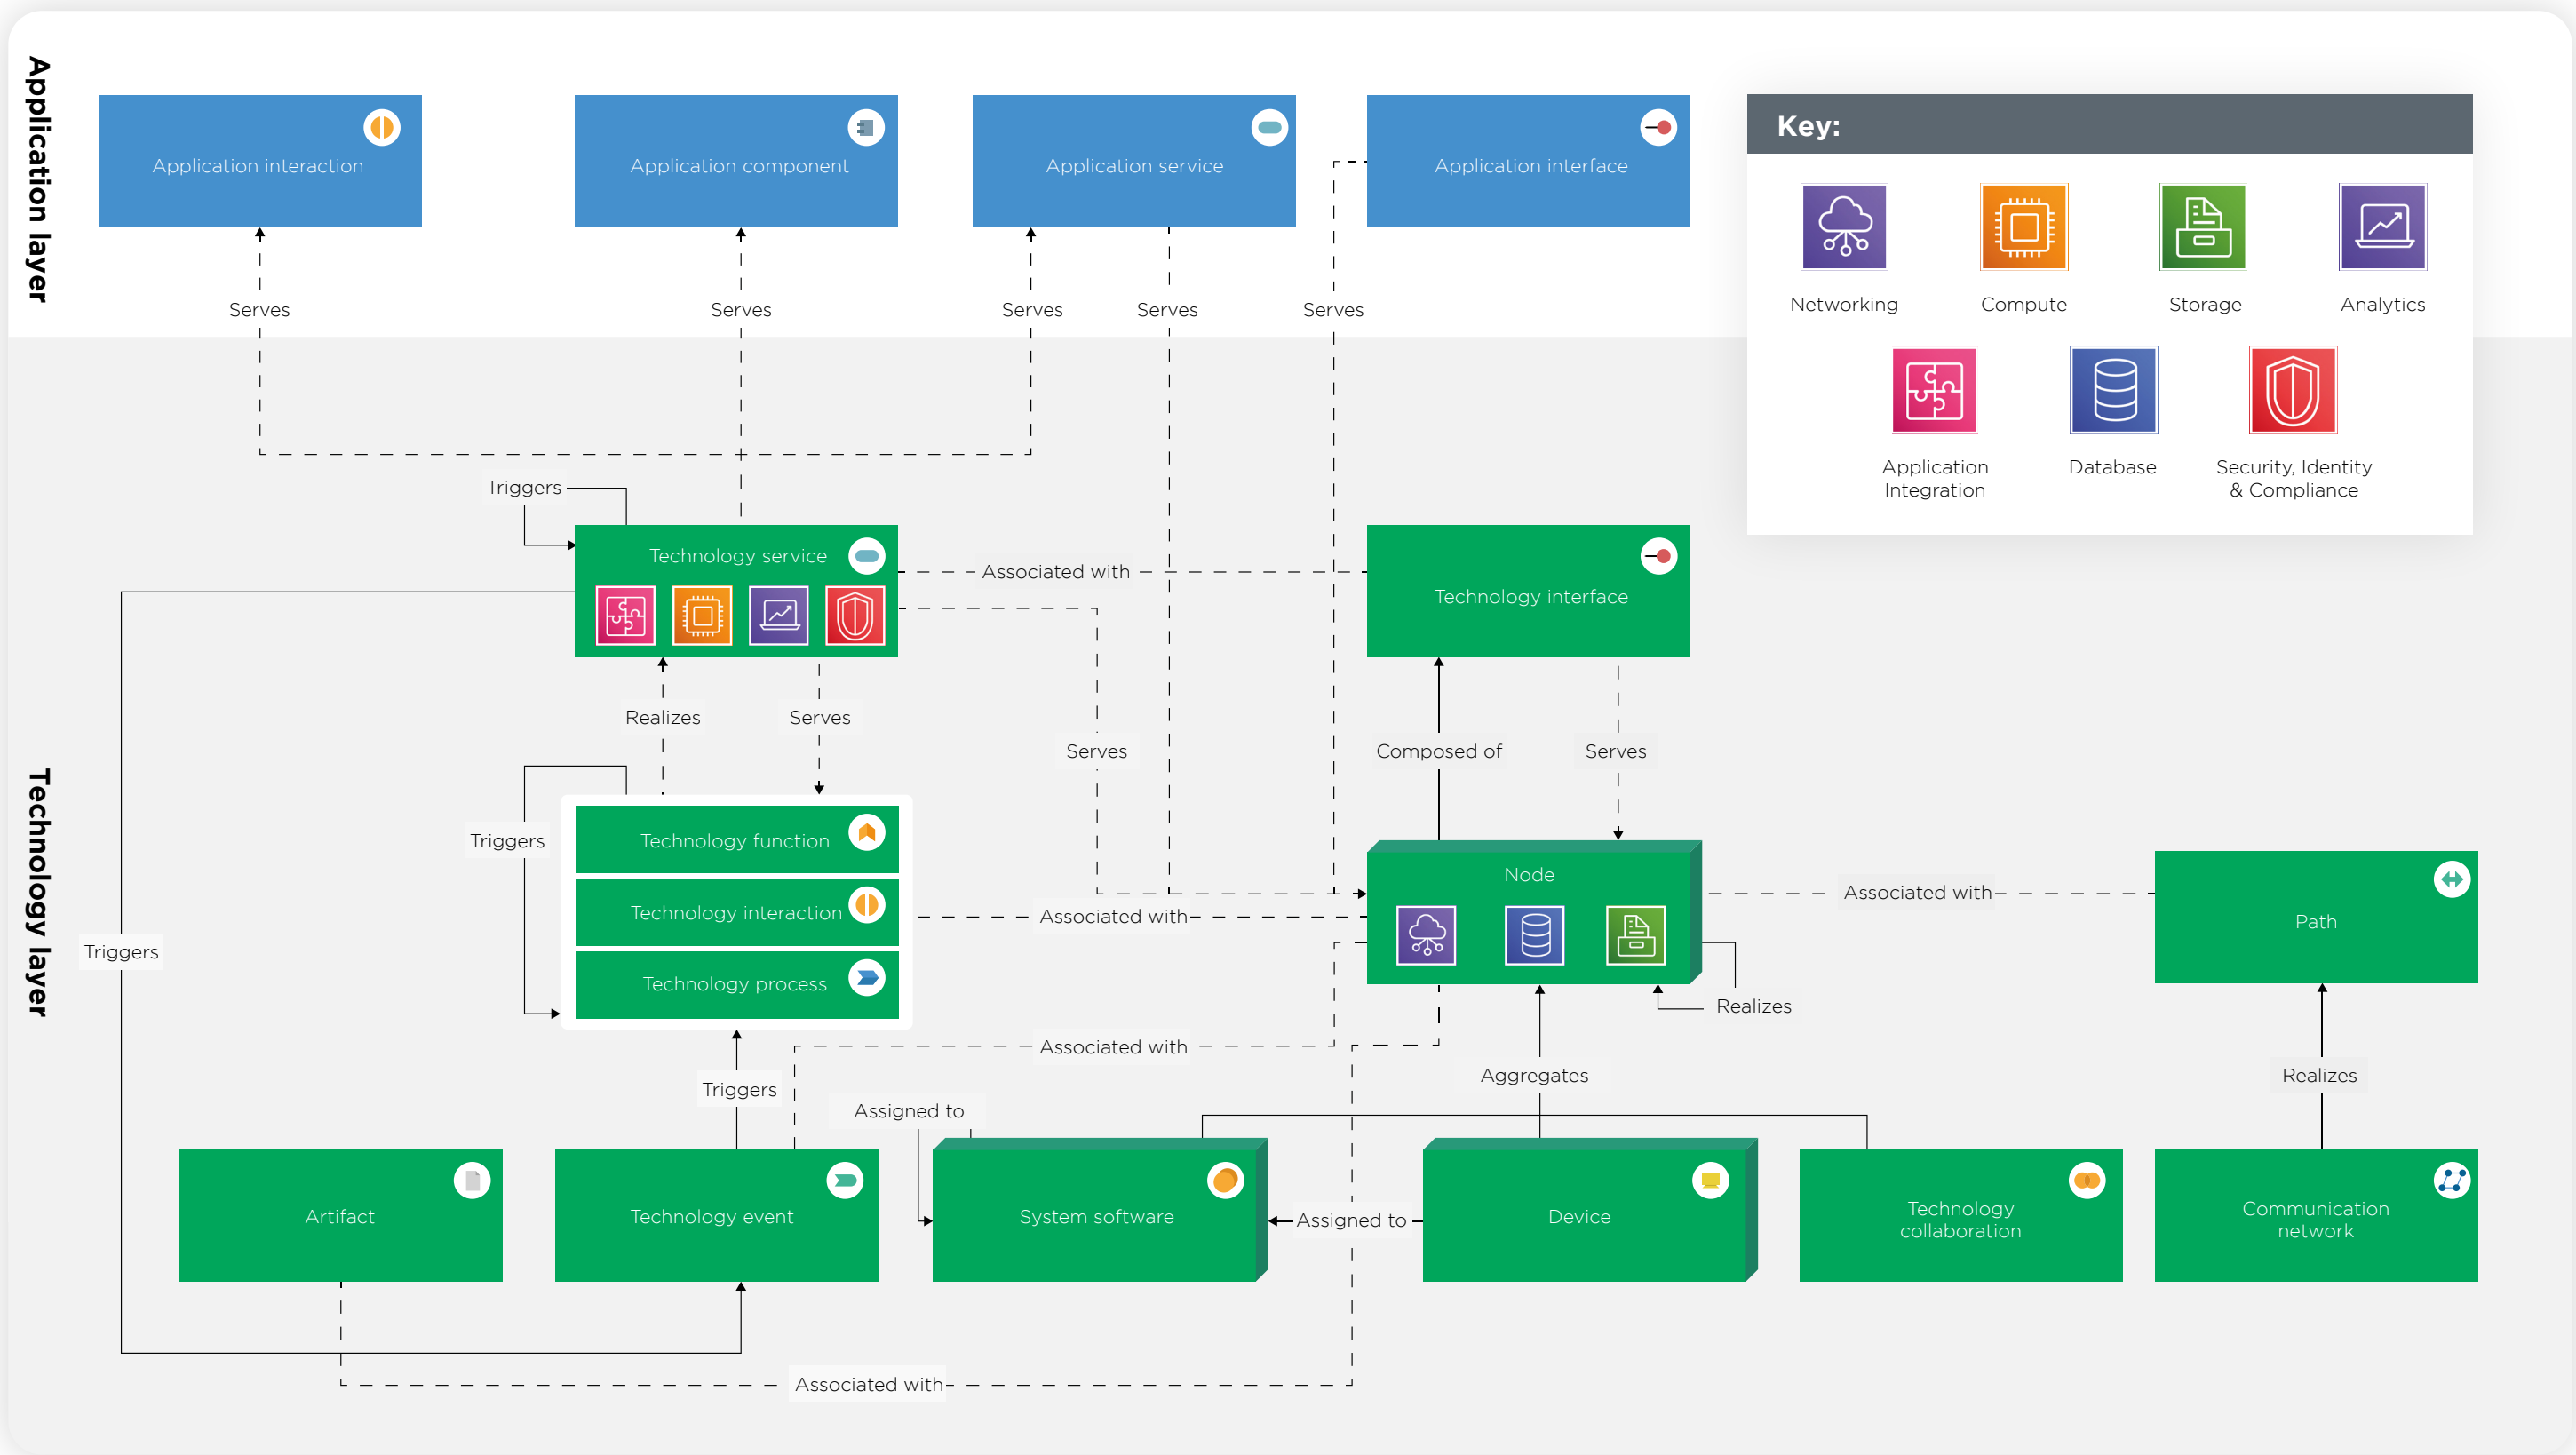 Application layer
Application interaction
Application component
Application service
Application interface
Key:
Networking
Compute
Storage
Analytics
Application
Integration
Database
Security, Identity
& Compliance
Serves
Serves
Serves
Serves
Serves
Technology layer
Triggers
Technology service
Associated with
Technology interface
Realizes
Serves
Serves
Composed of
Serves
Triggers
Technology function
Technology interaction
Technology process
Associated with
Node
Associated with
Path
Triggers
Realizes
Associated with
Triggers
Assigned to
Aggregates
Realizes
Artifact
Technology event
System software
Assigned to
Device
Technology
collaboration
Communication
network
Associated with